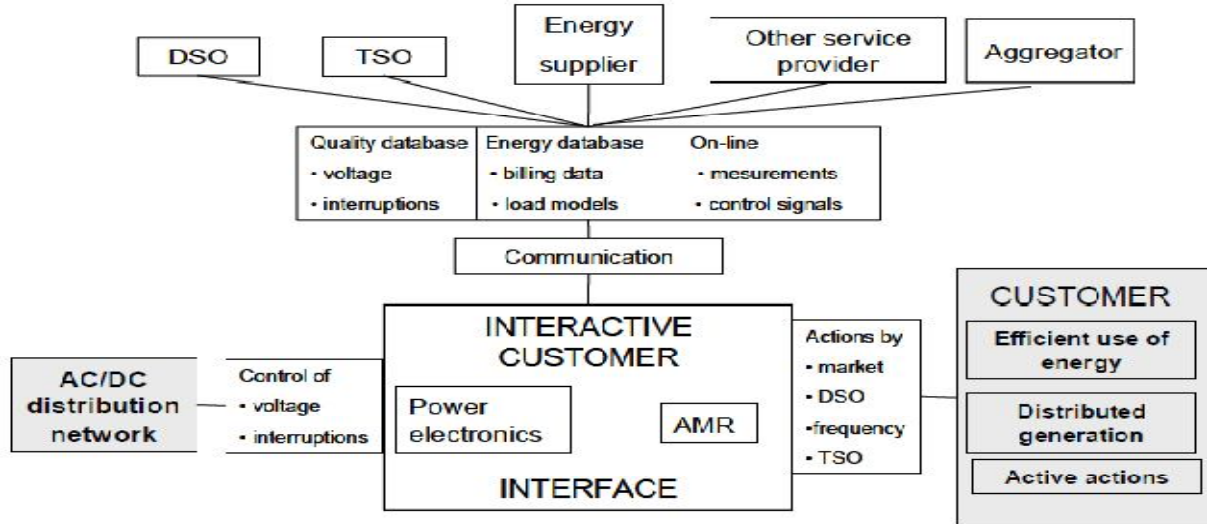 DSO
TSO
Energy
supplier
Other service
provider
Aggregator
Quality database
• voltage
• interruptions
Energy database
• billing data
• load models
On-line
• mesurements
• control signals
Communication
INTERACTIVE
CUSTOMER
Power
electronics
AMR
INTERFACE
AC/DC
distribution
network
Control of
• voltage
• interruptions
Actions by
• market
• DSO
•frequency
• TSO
CUSTOMER
Efficient use of
energy
Distributed
generation
Active actions